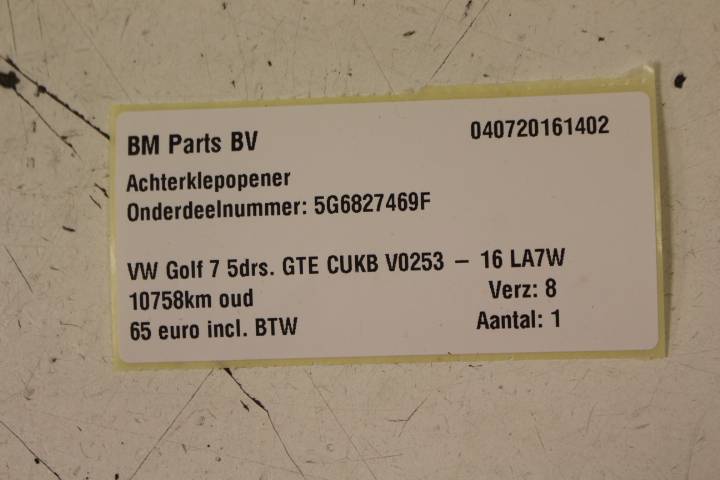 BM Parts BV 040720161402
Achterklepopener
Onderdeelnummer: 5G6827469F
VW Golf 7 5drs. GTE CUKB V0253 – 16 LA7W
10758km oud Verz: 8
65 euro incl. BTW Aantal: 1